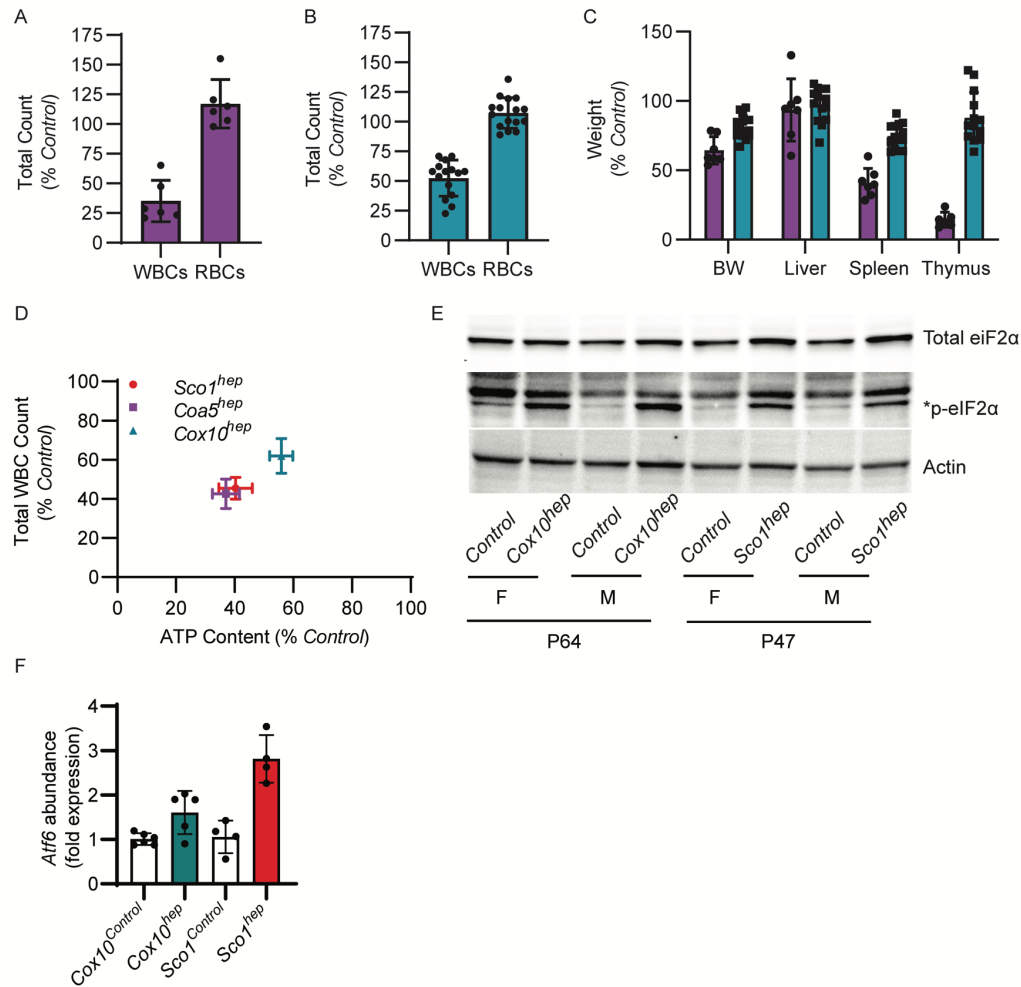 A
Total Count
(% Control)
175
150
125
100
75
50
25
0
WBCs RBCs
B
Total Count
(% Control)
175
150
125
100
75
50
25
0
WBCs RBCs
C
Weight
(% Control)
150
100
50
0
BW Liver Spleen Thymus
D
Total WBC Count
(% Control)
100
80
60
40
20
0
Sco1hep
Coa5hep
Cox10hep
0 20 40 60 80 100
ATP Content (% Control)
E
Total eiF2α
*p-eIF2α
Actin
Control Cox10hep Control Cox10hep Control Sco1hep Control Sco1hep
F M F M
P64 P47
F
Atf6 abundance
(fold expression)
4
3
2
1
0
Cox10Control Cox10hep Sco1Control Sco1hep